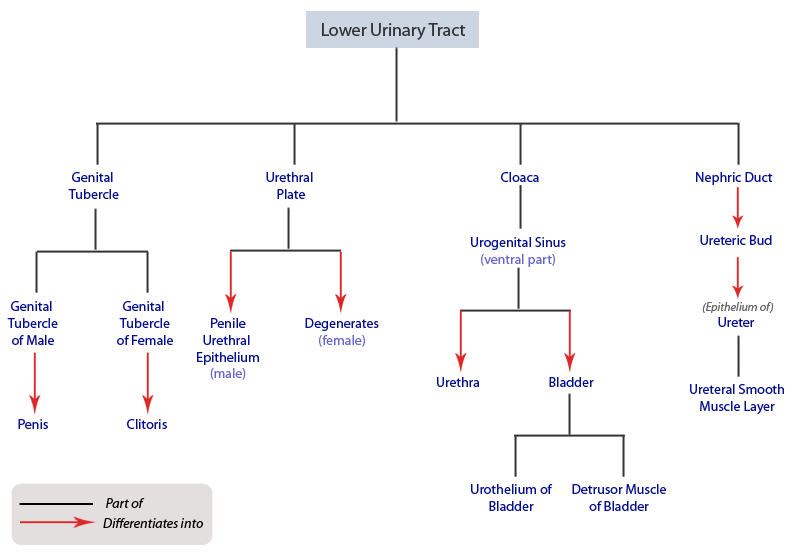 Lower Urinary Tract
Genital
Tubercle
Urethral
Plate
Cloaca
Nephric Duct
Urogenital Sinus
(ventral part)
Ureteric Bud
Genital
Tubercle
of Male
Genital
Tubercle
of Female
Penile
Urethral
Epithelium
(male)
Degenerates
(female)
(Epithelium of)
Ureter
Urethra
Bladder
Ureteral Smooth
Muscle Layer
Penis
Clitoris
Urothelium of
Bladder
Detrusor Muscle
of Bladder
Part of
Differentiates into